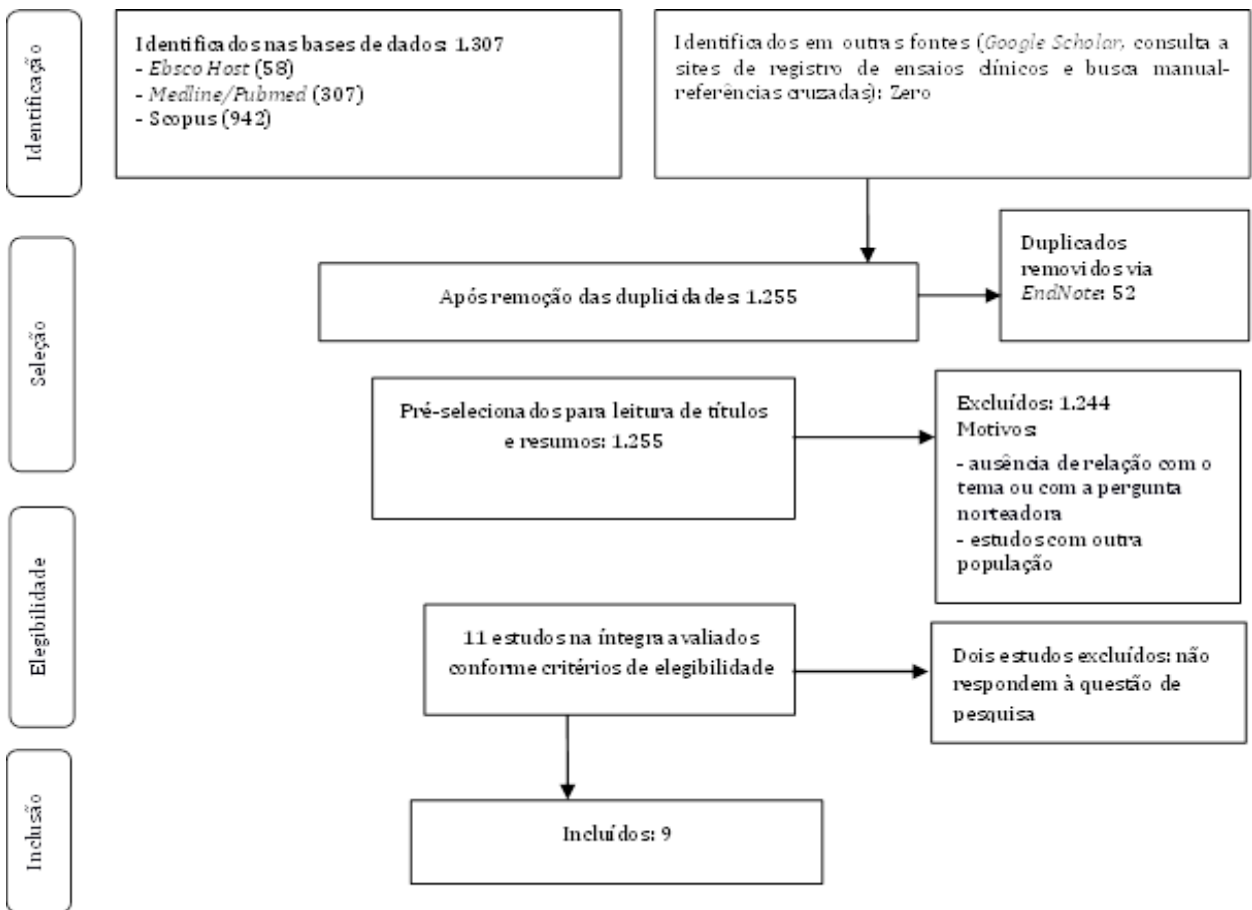 Identificação
Identificados nas bases de dados: 1.307
- Ebsco Host (58)
- Medline/Pubmed (307)
- Scopus (942)
Identificados em outras fontes (Google Scholar, consulta a
sites de registro de ensaios clínicos e busca manual-
referências cruzadas): Zero
Seleção
Após remoção das duplicidades: 1.255
Duplicados
removidos via
EndNote: 52
Pré-selecionados para leitura de títulos
e resumos: 1.255
Excluídos: 1.244
Motivos:
- ausência de relação com o
tema ou com a pergunta
norteadora
- estudos com outra
população
Elegibilidade
11 estudos na íntegra avaliados
conforme critérios de elegibilidade
Dois estudos excluídos: não
respondem à questão de
pesquisa
Inclusão
Incluídos: 9